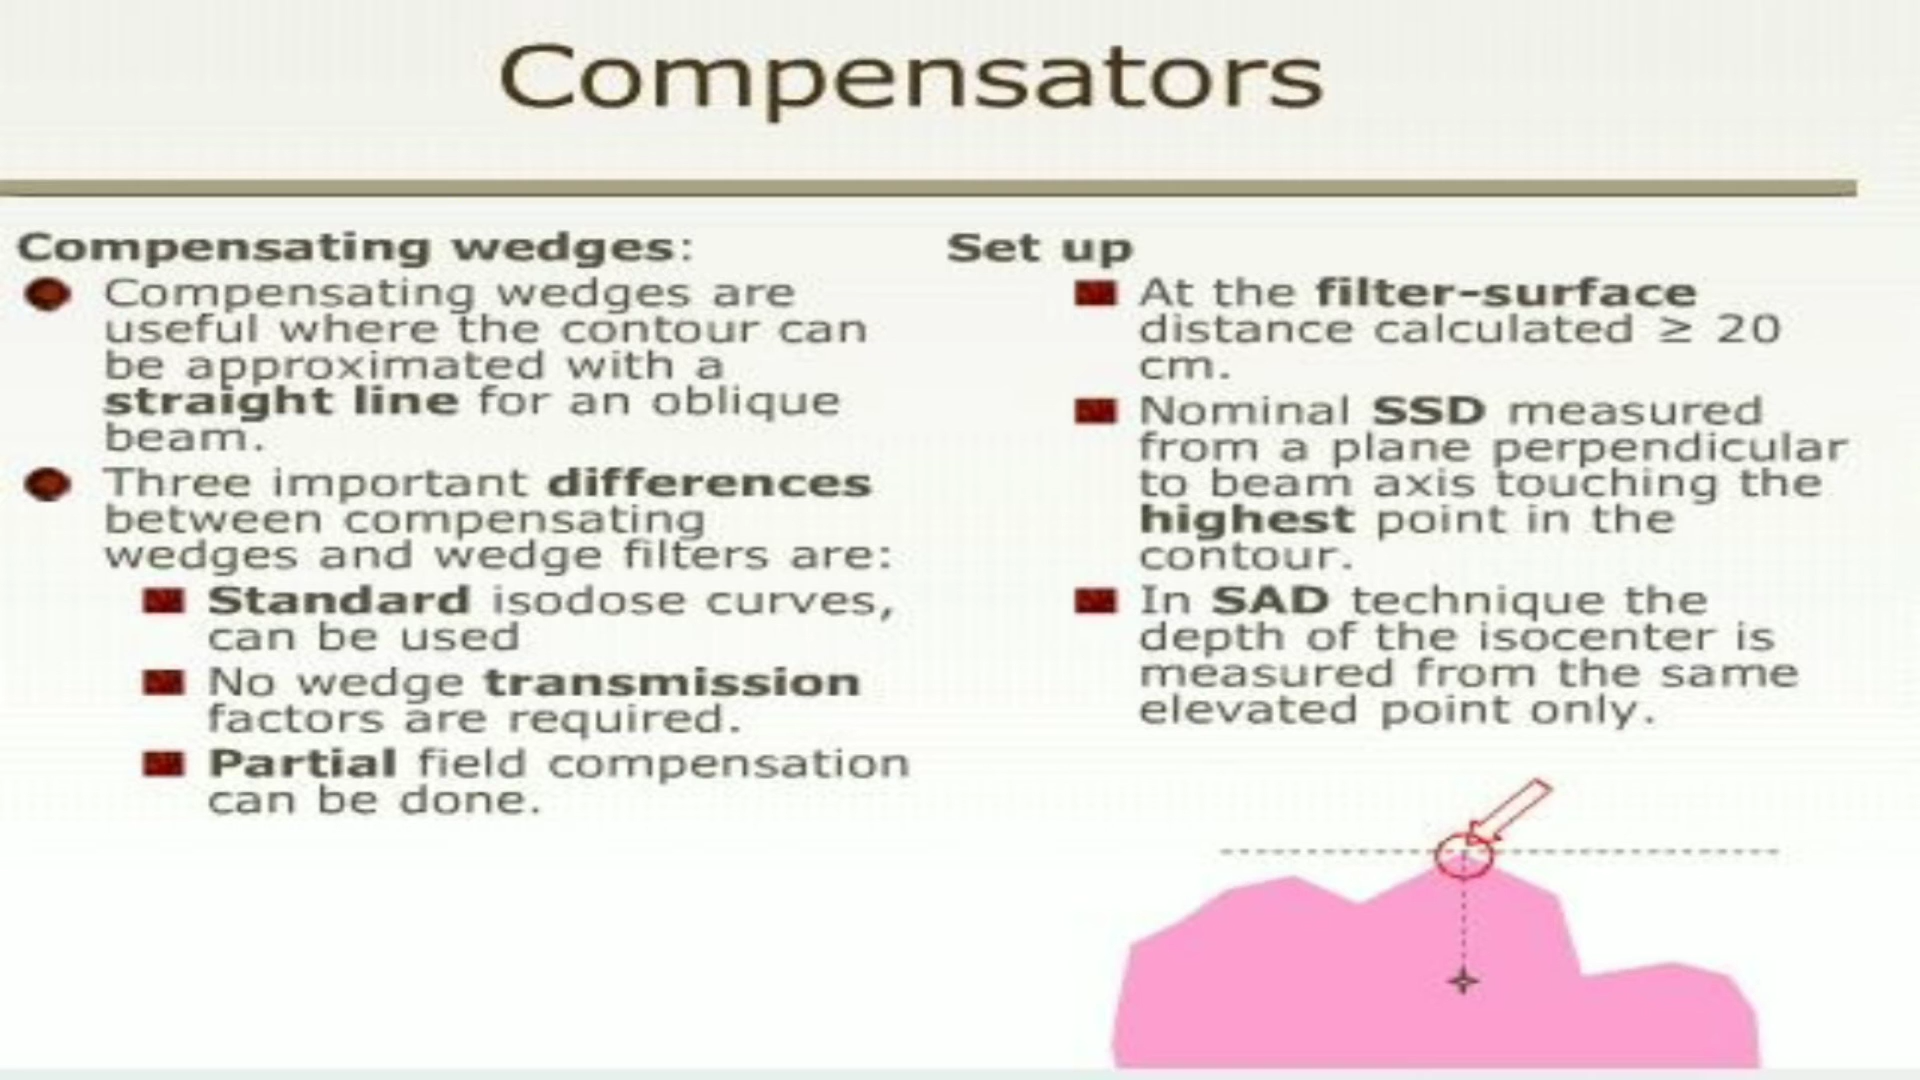 Compensators
Compensating wedges:
Compensating wedges are
useful where the contour can
be approximated with a
straight line for an oblique
beam.
Three important differences
between compensating
wedges and wedge filters are:
Standard isodose curves,
can be used
No wedge transmission
factors are required.
Partial field compensation
can be done.
Set up
At the filter-surface
distance calculated ≥ 20
cm.
Nominal SSD measured
from a plane perpendicular
to beam axis touching the
highest point in the
contour.
In SAD technique the
depth of the isocenter is
measured from the same
elevated point only.